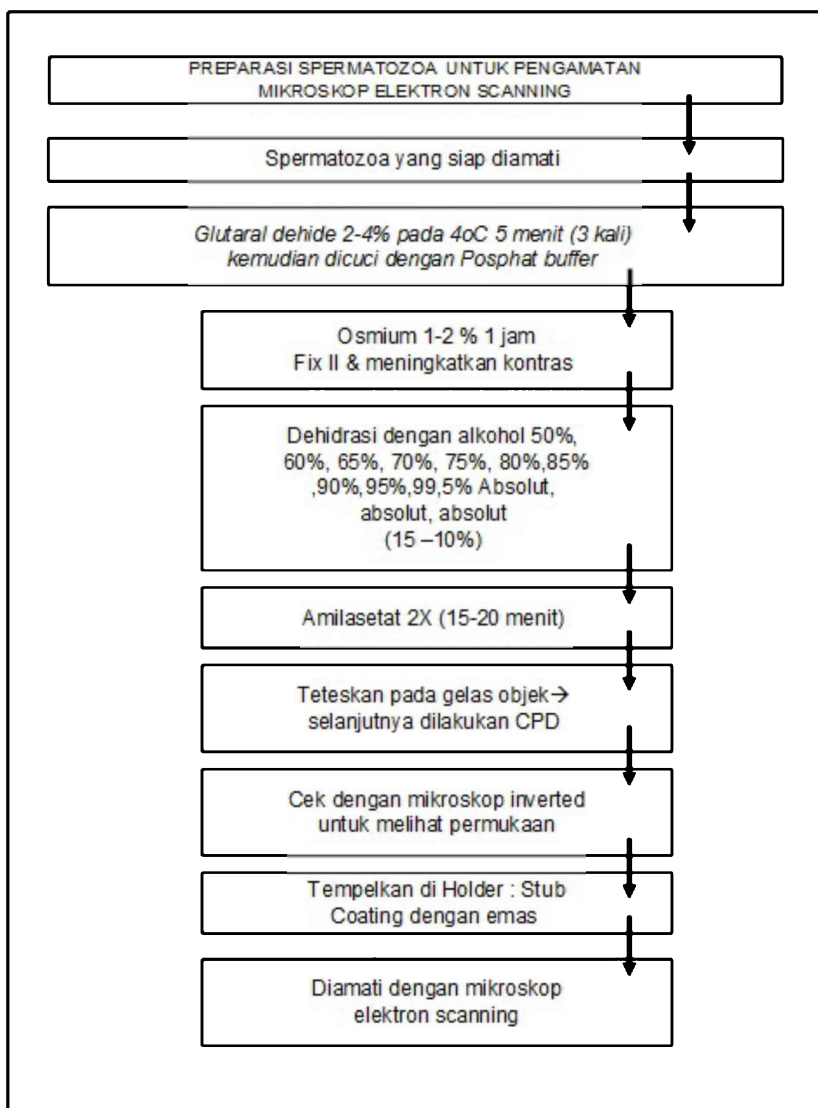 PREPARASI SPERMATOZOA UNTUK PENGAMATAN
MIKROSKOP ELEKTRON SCANNING
Spermatozoa yang siap diamati
Glutaral dehide 2-4% pada 4oC 5 menit (3 kali)
kemudian dicuci dengan Posphat buffer
Osmium 1-2 % 1 jam
Fix II & meningkatkan kontras
Dehidrasi dengan alkohol 50%,
60%, 65%, 70%, 75%, 80%,85%
,90%,95%,99,5% Absolut,
absolut, absolut
(15 –10%)
Amilasetat 2X (15-20 menit)
Teteskan pada gelas objek→
selanjutnya dilakukan CPD
Cek dengan mikroskop inverted
untuk melihat permukaan
Tempelkan di Holder : Stub
Coating dengan emas
Diamati dengan mikroskop
elektron scanning